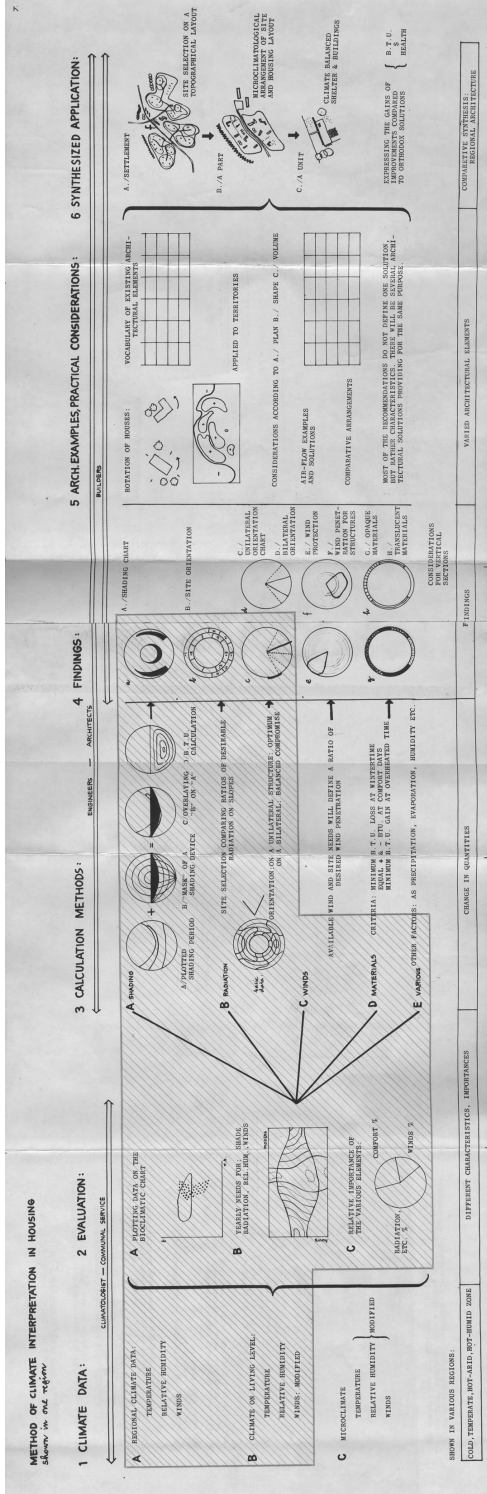 7.
METHOD OF CLIMATE INTERPRETATION IN HOUSING
shown in one region
1 CLIMATE DATA:
2 EVALUATION:
3 CALCULATION METHODS:
4 FINDINGS:
5 ARCH. EXAMPLES, PRACTICAL CONSIDERATIONS:
6 SYNTHESIZED APPLICATION:
CLIMATOLOGIST — COMMUNAL SERVICE
ENGINEERS — ARCHITECTS
BUILDERS
A REGIONAL CLIMATE DATA:
TEMPERATURE
RELATIVE HUMIDITY
WINDS
B CLIMATE ON LIVING LEVEL:
TEMPERATURE
RELATIVE HUMIDITY
WINDS: MODIFIED
C MICROCLIMATE
TEMPERATURE
RELATIVE HUMIDITY } MODIFIED
WINDS
A PLOTTING DATA ON THE
BIOCLIMATIC CHART
B YEARLY NEEDS FOR: SHADE,
RADIATION, REL.HUM., WINDS
C RELATIVE IMPORTANCE OF
THE VARIOUS ELEMENTS:
COMFORT %
WINDS %
RADIATION,
ETC. %
A SHADING
A/PLOTTED
SHADING PERIOD
B/"MASK" OF A
SHADING DEVICE
C/OVERLAYING
"B" ON "A"
B.T.U.
CALCULATION
B RADIATION
SITE SELECTION COMPARING RATIOS OF DESIRABLE
RADIATION ON SLOPES
ORIENTATION: ON A UNILATERAL STRUCTURE: OPTIMUM
ON A BILATERAL: BALANCED COMPROMISE
C WINDS
AVAILABLE WIND AND SITE NEEDS WILL DEFINE A RATIO OF
DESIRED WIND PENETRATION
D MATERIALS
CRITERIA: MINIMUM B.T.U. LOSS AT WINTERTIME
EQUAL + & - BTU. AT COMFORT DAYS
MINIMUM B.T.U. GAIN AT OVERHEATED TIME
E VARIOUS
OTHER FACTORS: AS PRECIPITATION, EVAPORATION, HUMIDITY ETC.
a
b
c
d
e
f
g
h
A./SHADING CHART
B./SITE ORIENTATION
C./
UNILATERAL
ORIENTATION
CHART
D./
BILATERAL
ORIENTATION
E./ WIND
PROTECTION
F./
WIND PENET-
RATION FOR
STRUCTURES
G./ OPAQUE
MATERIALS
H./
TRANSLUCENT
MATERIALS
CONSIDERATIONS
FOR VERTICAL
SECTIONS
ROTATION OF HOUSES:
VOCABULARY OF EXISTING ARCHI-
TECTURAL ELEMENTS
APPLIED TO TERRITORIES
CONSIDERATIONS ACCORDING TO A./ PLAN B./ SHAPE C./ VOLUME
AIR-FLOW EXAMPLES
AND SOLUTIONS
COMPARATIVE ARRANGEMENTS
MOST OF THE RECOMMENDATIONS DO NOT DEFINE ONE SOLUTION,
BUT RATHER CHARACTERISTICS. THERE WILL BE SEVERAL ARCHI-
TECTURAL SOLUTIONS PROVIDING FOR THE SAME PURPOSE.
A./SETTLEMENT
SITE SELECTION ON A
TOPOGRAPHICAL LAYOUT
B./A PART
MICROCLIMATOLOGICAL
ARRANGEMENT OF SITE
AND HOUSING LAYOUT
C./A UNIT
CLIMATE BALANCED
SHELTER & BUILDINGS
EXPRESSING THE GAINS OF
IMPROVEMENTS COMPARED
TO ORTHODOX SOLUTIONS
B.T.U.
$
HEALTH
SHOWN IN VARIOUS REGIONS:
COLD, TEMPERATE, HOT-ARID, HOT-HUMID ZONE
DIFFERENT CHARACTERISTICS, IMPORTANCES
CHANGE IN QUANTITIES
FINDINGS
VARIED ARCHITECTURAL ELEMENTS
COMPARETIVE SYNTHESIS:
REGIONAL ARCHITECTURE